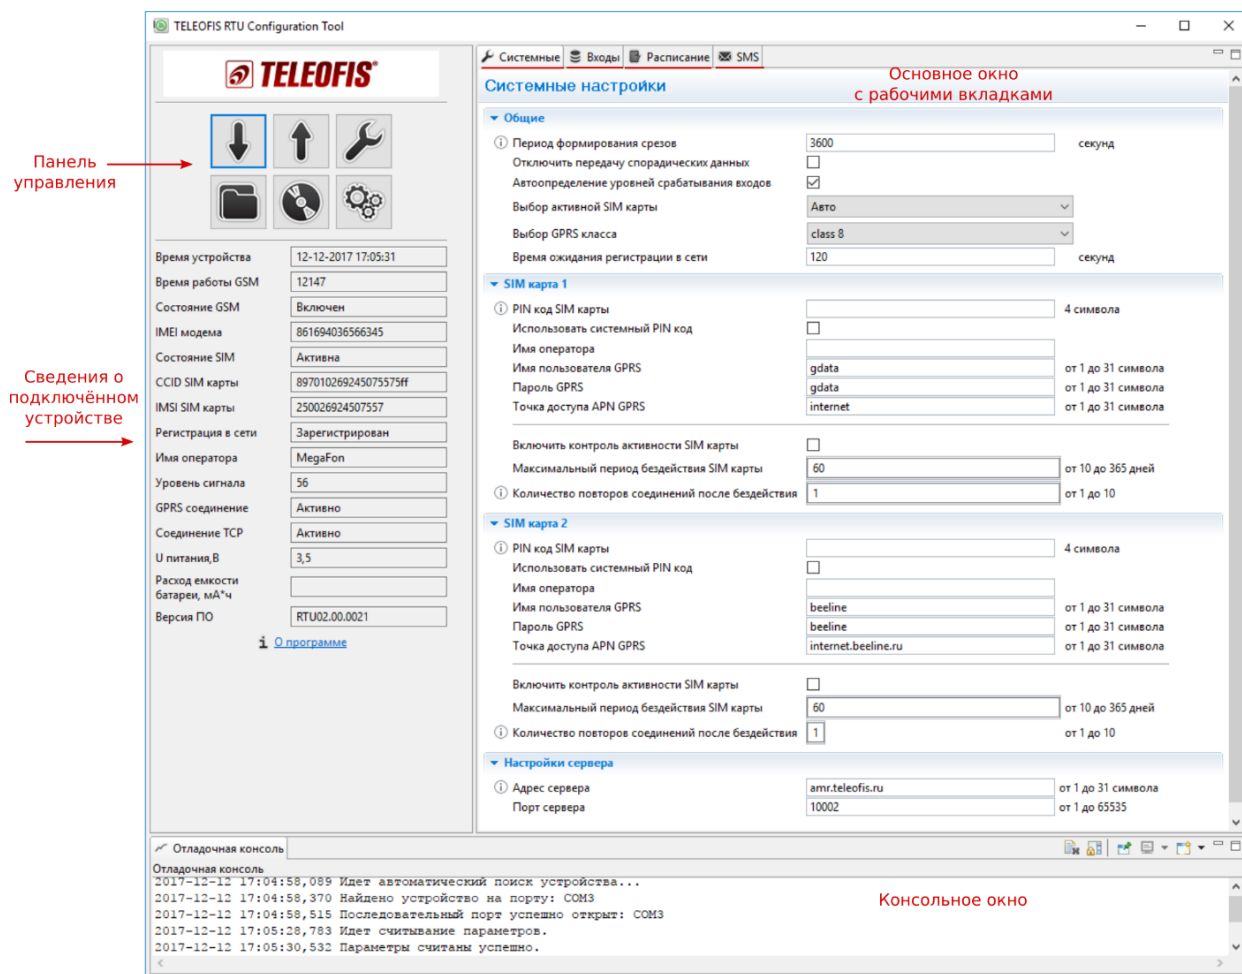 TELEOFIS RTU Configuration Tool
TELEOFIS
Панель
управления
Сведения о
подключённом
устройстве
Время устройства 12-12-2017 17:05:31
Время работы GSM 12147
Состояние GSM Включен
IMEI модема 861694036566345
Состояние SIM Активна
CCID SIM карты 897010269245075575ff
IMSI SIM карты 250026924507557
Регистрация в сети Зарегистрирован
Имя оператора MegaFon
Уровень сигнала 56
GPRS соединение Активно
Соединение TCP Активно
U питания,В 3,5
Расход емкости
батареи, мА*ч
Версия ПО RTU02.00.0021
О программе
Системные Входы Расписание SMS
Основное окно
с рабочими вкладками
Системные настройки
Общие
Период формирования срезов 3600 секунд
Отключить передачу спорадических данных
Автоопределение уровней срабатывания входов
Выбор активной SIM карты Авто
Выбор GPRS класса class 8
Время ожидания регистрации в сети 120 секунд
SIM карта 1
PIN код SIM карты 4 символа
Использовать системный PIN код
Имя оператора
Имя пользователя GPRS gdata от 1 до 31 символа
Пароль GPRS gdata от 1 до 31 символа
Точка доступа APN GPRS internet от 1 до 31 символа
Включить контроль активности SIM карты
Максимальный период бездействия SIM карты 60 от 10 до 365 дней
Количество повторов соединений после бездействия 1 от 1 до 10
SIM карта 2
PIN код SIM карты 4 символа
Использовать системный PIN код
Имя оператора
Имя пользователя GPRS beeline от 1 до 31 символа
Пароль GPRS beeline от 1 до 31 символа
Точка доступа APN GPRS internet.beeline.ru от 1 до 31 символа
Включить контроль активности SIM карты
Максимальный период бездействия SIM карты 60 от 10 до 365 дней
Количество повторов соединений после бездействия 1 от 1 до 10
Настройки сервера
Адрес сервера amr.teleofis.ru от 1 до 31 символа
Порт сервера 10002 от 1 до 65535
Отладочная консоль
Отладочная консоль
2017-12-12 17:04:58,089 Идет автоматический поиск устройства...
2017-12-12 17:04:58,370 Найдено устройство на порту: COM3
2017-12-12 17:04:58,515 Последовательный порт успешно открыт: COM3
2017-12-12 17:05:28,783 Идет считывание параметров.
2017-12-12 17:05:30,532 Параметры считаны успешно.
Консольное окно